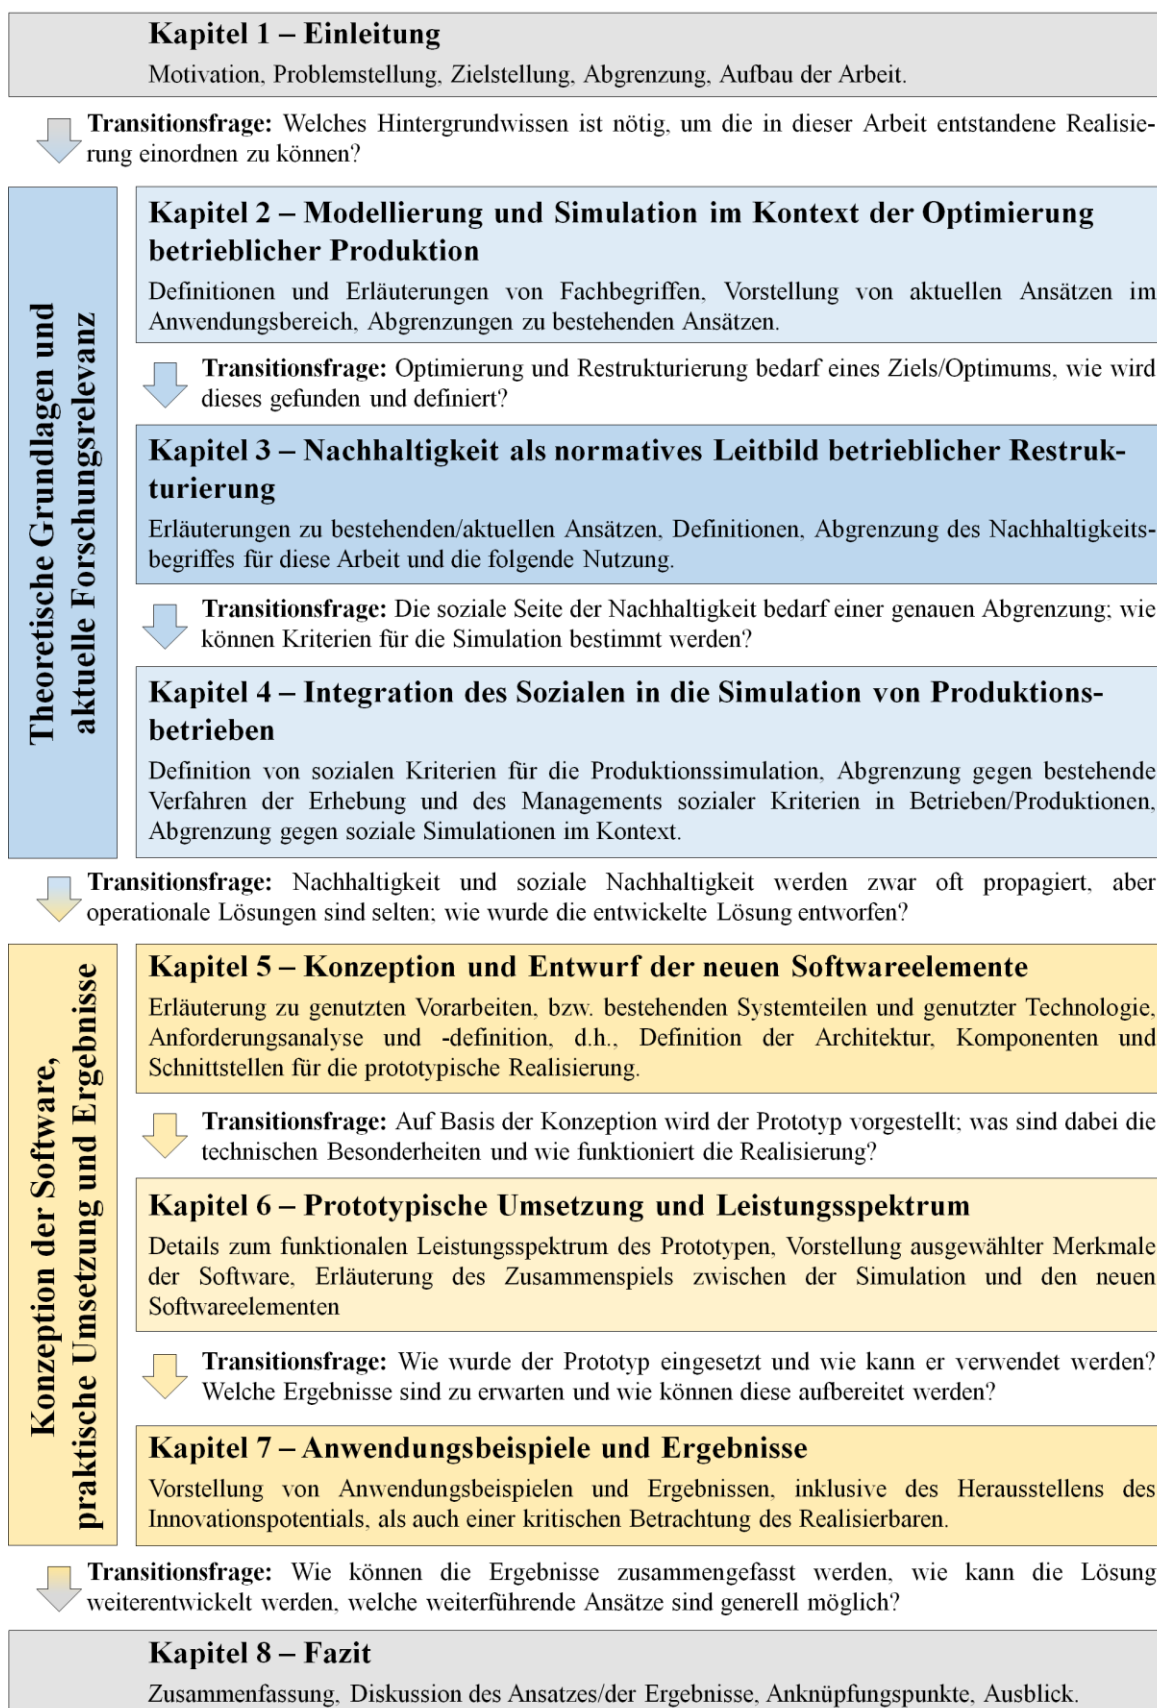 Kapitel 1 – Einleitung
Motivation, Problemstellung, Zielstellung, Abgrenzung, Aufbau der Arbeit.
Transitionsfrage: Welches Hintergrundwissen ist nötig, um die in dieser Arbeit entstandene Realisie-
rung einordnen zu können?
Theoretische Grundlagen und
aktuelle Forschungsrelevanz
Kapitel 2 – Modellierung und Simulation im Kontext der Optimierung
betrieblicher Produktion
Definitionen und Erläuterungen von Fachbegriffen, Vorstellung von aktuellen Ansätzen im
Anwendungsbereich, Abgrenzungen zu bestehenden Ansätzen.
Transitionsfrage: Optimierung und Restrukturierung bedarf eines Ziels/Optimums, wie wird
dieses gefunden und definiert?
Kapitel 3 – Nachhaltigkeit als normatives Leitbild betrieblicher Restruk-
turierung
Erläuterungen zu bestehenden/aktuellen Ansätzen, Definitionen, Abgrenzung des Nachhaltigkeits-
begriffes für diese Arbeit und die folgende Nutzung.
Transitionsfrage: Die soziale Seite der Nachhaltigkeit bedarf einer genauen Abgrenzung; wie
können Kriterien für die Simulation bestimmt werden?
Kapitel 4 – Integration des Sozialen in die Simulation von Produktions-
betrieben
Definition von sozialen Kriterien für die Produktionssimulation, Abgrenzung gegen bestehende
Verfahren der Erhebung und des Managements sozialer Kriterien in Betrieben/Produktionen,
Abgrenzung gegen soziale Simulationen im Kontext.
Transitionsfrage: Nachhaltigkeit und soziale Nachhaltigkeit werden zwar oft propagiert, aber
operationale Lösungen sind selten; wie wurde die entwickelte Lösung entworfen?
Konzeption der Software,
praktische Umsetzung und Ergebnisse
Kapitel 5 – Konzeption und Entwurf der neuen Softwareelemente
Erläuterung zu genutzten Vorarbeiten, bzw. bestehenden Systemteilen und genutzter Technologie,
Anforderungsanalyse und -definition, d.h., Definition der Architektur, Komponenten und
Schnittstellen für die prototypische Realisierung.
Transitionsfrage: Auf Basis der Konzeption wird der Prototyp vorgestellt; was sind dabei die
technischen Besonderheiten und wie funktioniert die Realisierung?
Kapitel 6 – Prototypische Umsetzung und Leistungsspektrum
Details zum funktionalen Leistungsspektrum des Prototypen, Vorstellung ausgewählter Merkmale
der Software, Erläuterung des Zusammenspiels zwischen der Simulation und den neuen
Softwareelementen
Transitionsfrage: Wie wurde der Prototyp eingesetzt und wie kann er verwendet werden?
Welche Ergebnisse sind zu erwarten und wie können diese aufbereitet werden?
Kapitel 7 – Anwendungsbeispiele und Ergebnisse
Vorstellung von Anwendungsbeispielen und Ergebnissen, inklusive des Herausstellens des
Innovationspotentials, als auch einer kritischen Betrachtung des Realisierbaren.
Transitionsfrage: Wie können die Ergebnisse zusammengefasst werden, wie kann die Lösung
weiterentwickelt werden, welche weiterführende Ansätze sind generell möglich?
Kapitel 8 – Fazit
Zusammenfassung, Diskussion des Ansatzes/der Ergebnisse, Anknüpfungspunkte, Ausblick.